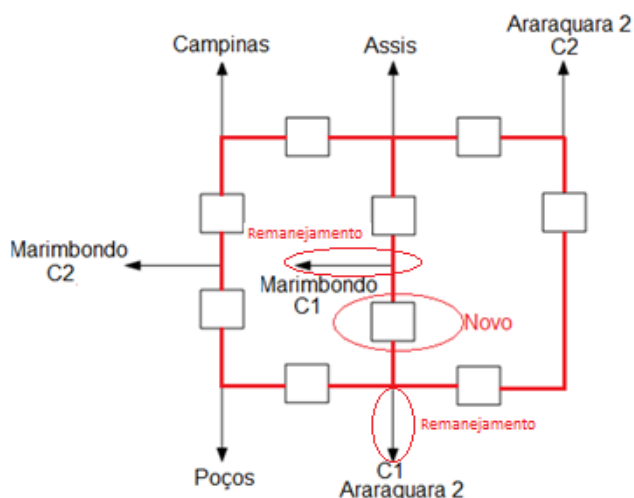 Campinas
Assis
Araraquara 2
C2
Remanejamento
Marimbondo
C2
Marimbondo
C1
Novo
Remanejamento
Poços
C1
Araraquara 2